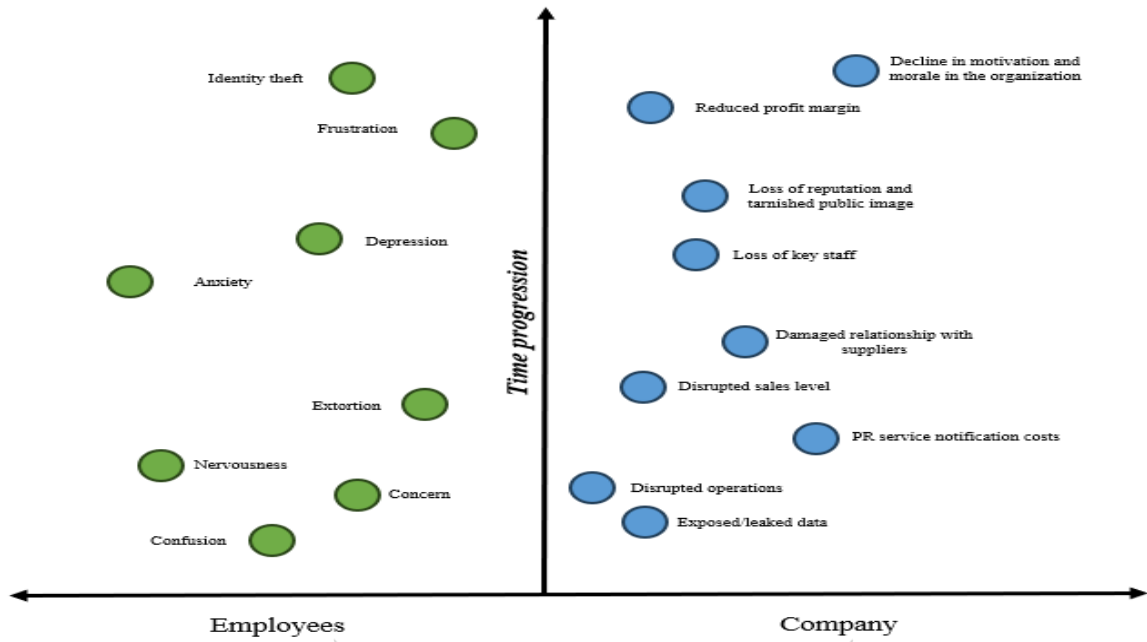 Identity theft
Frustration
Depression
Anxiety
Extortion
Nervousness
Concern
Confusion
Time progression
Decline in motivation and
morale in the organization
Reduced profit margin
Loss of reputation and
tarnished public image
Loss of key staff
Damaged relationship with
suppliers
Disrupted sales level
PR service notification costs
Disrupted operations
Exposed/leaked data
Employees
Company